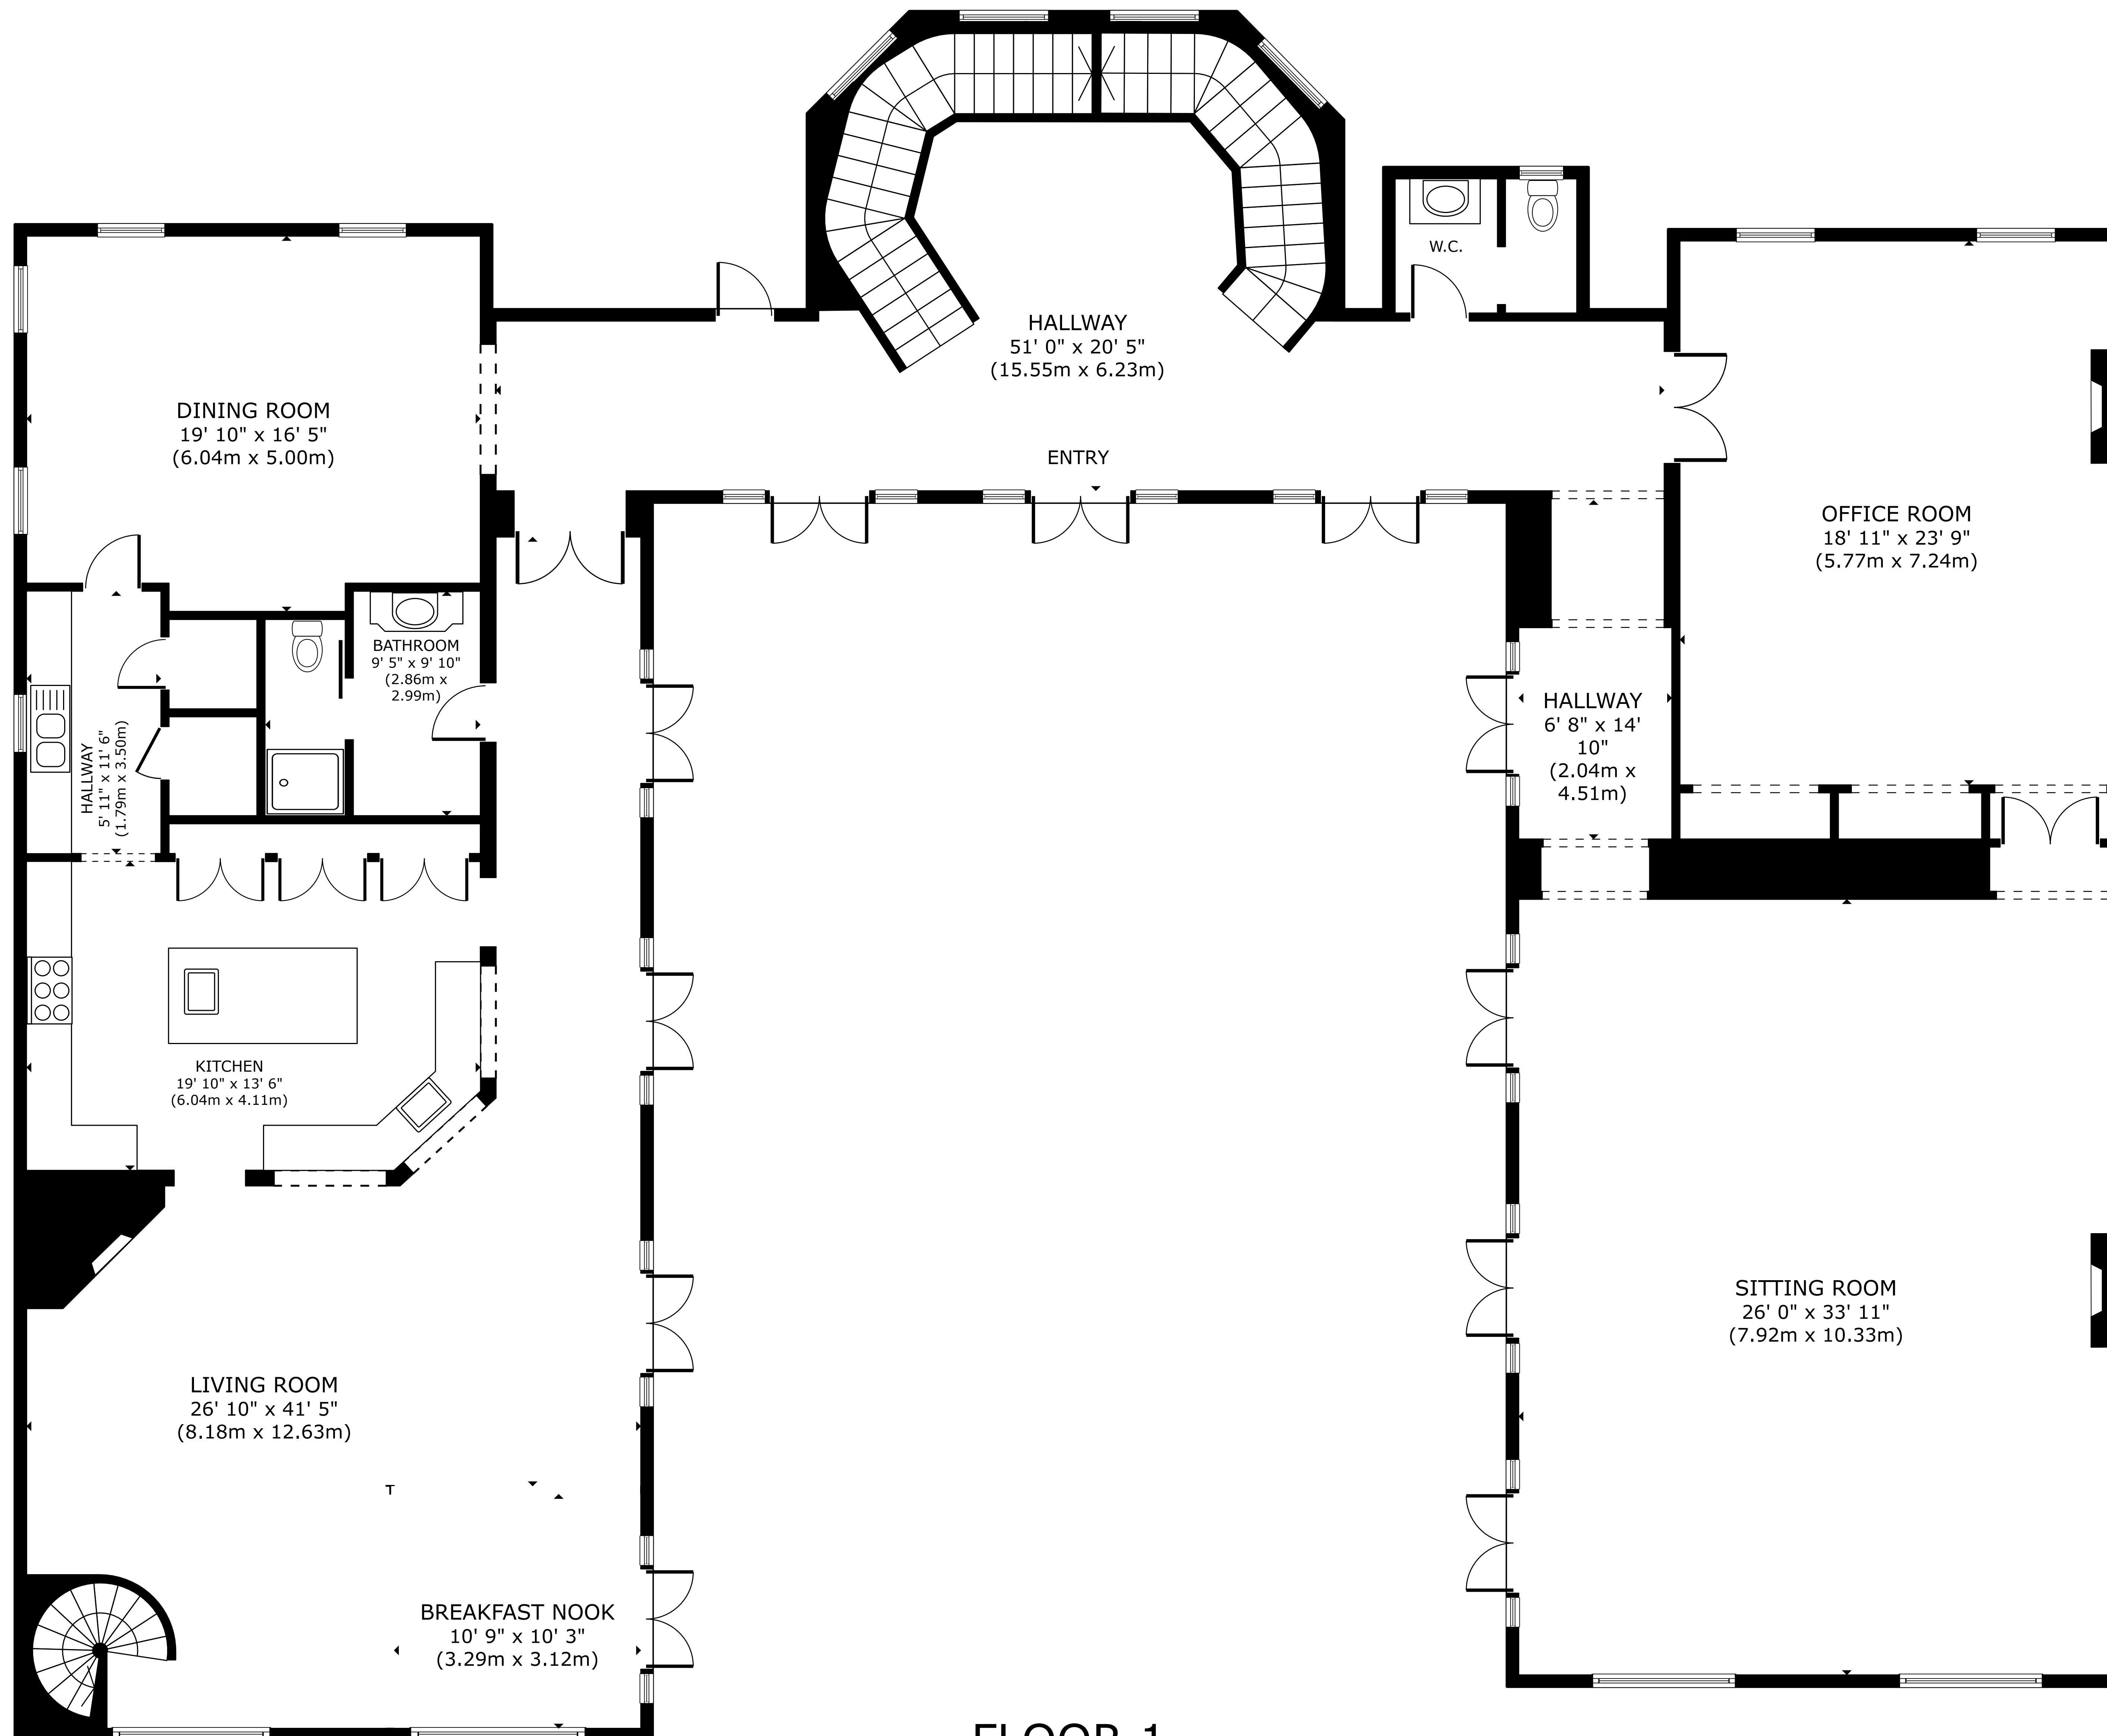 HALLWAY
51' 0" x 20' 5"
(15.55m x 6.23m)
W.C.
DINING ROOM
19' 10" x 16' 5"
(6.04m x 5.00m)
ENTRY
OFFICE ROOM
18' 11" x 23' 9"
(5.77m x 7.24m)
BATHROOM
9' 5" x 9' 10"
(2.86m x
2.99m)
HALLWAY
5' 11" x 11' 6"
(1.79m x 3.50m)
HALLWAY
6' 8" x 14'
10"
(2.04m x
4.51m)
KITCHEN
19' 10" x 13' 6"
(6.04m x 4.11m)
SITTING ROOM
26' 0" x 33' 11"
(7.92m x 10.33m)
LIVING ROOM
26' 10" x 41' 5"
(8.18m x 12.63m)
BREAKFAST NOOK
10' 9" x 10' 3"
(3.29m x 3.12m)
FLOOR 1